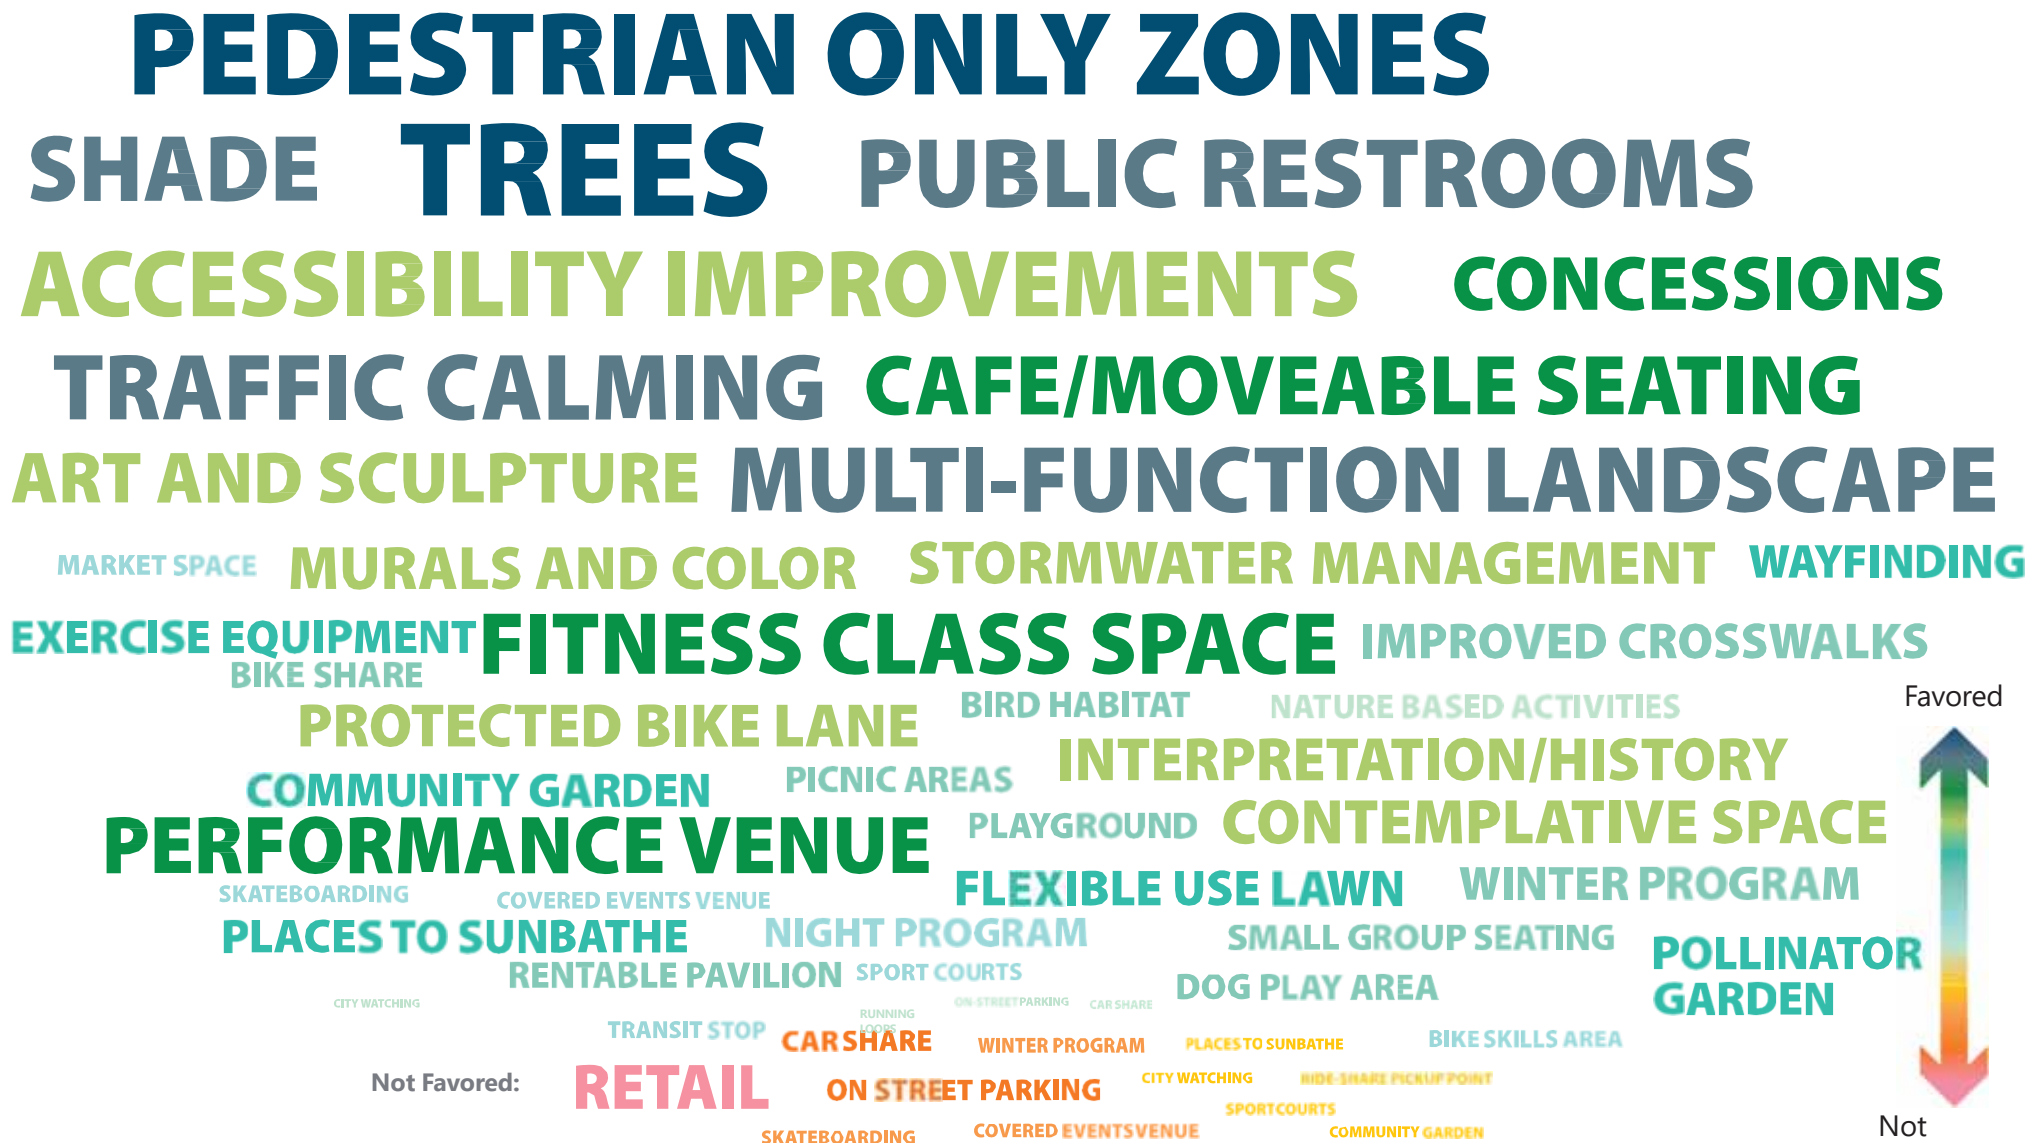 PEDESTRIAN ONLY ZONES
SHADE TREES PUBLIC RESTROOMS
ACCESSIBILITY IMPROVEMENTS CONCESSIONS
TRAFFIC CALMING CAFE/MOVEABLE SEATING
ART AND SCULPTURE MULTI-FUNCTION LANDSCAPE
MARKET SPACE MURALS AND COLOR STORMWATER MANAGEMENT WAYFINDING
EXERCISE EQUIPMENT FITNESS CLASS SPACE IMPROVED CROSSWALKS
BIKE SHARE
PROTECTED BIKE LANE BIRD HABITAT NATURE BASED ACTIVITIES Favored
INTERPRETATION/HISTORY
COMMUNITY GARDEN PICNIC AREAS
PERFORMANCE VENUE PLAYGROUND CONTEMPLATIVE SPACE
SKATEBOARDING COVERED EVENTS VENUE FLEXIBLE USE LAWN WINTER PROGRAM
PLACES TO SUNBATHE NIGHT PROGRAM SMALL GROUP SEATING POLLINATOR
GARDEN
RENTABLE PAVILION SPORT COURTS DOG PLAY AREA
CITY WATCHING ON-STREET PARKING CAR SHARE
RUNNING
LOOPS
TRANSIT STOP CAR SHARE WINTER PROGRAM PLACES TO SUNBATHE BIKE SKILLS AREA
Not Favored: RETAIL ON STREET PARKING CITY WATCHING RIDE-SHARE PICKUP POINT
SPORT COURTS
SKATEBOARDING COVERED EVENTS VENUE COMMUNITY GARDEN Not